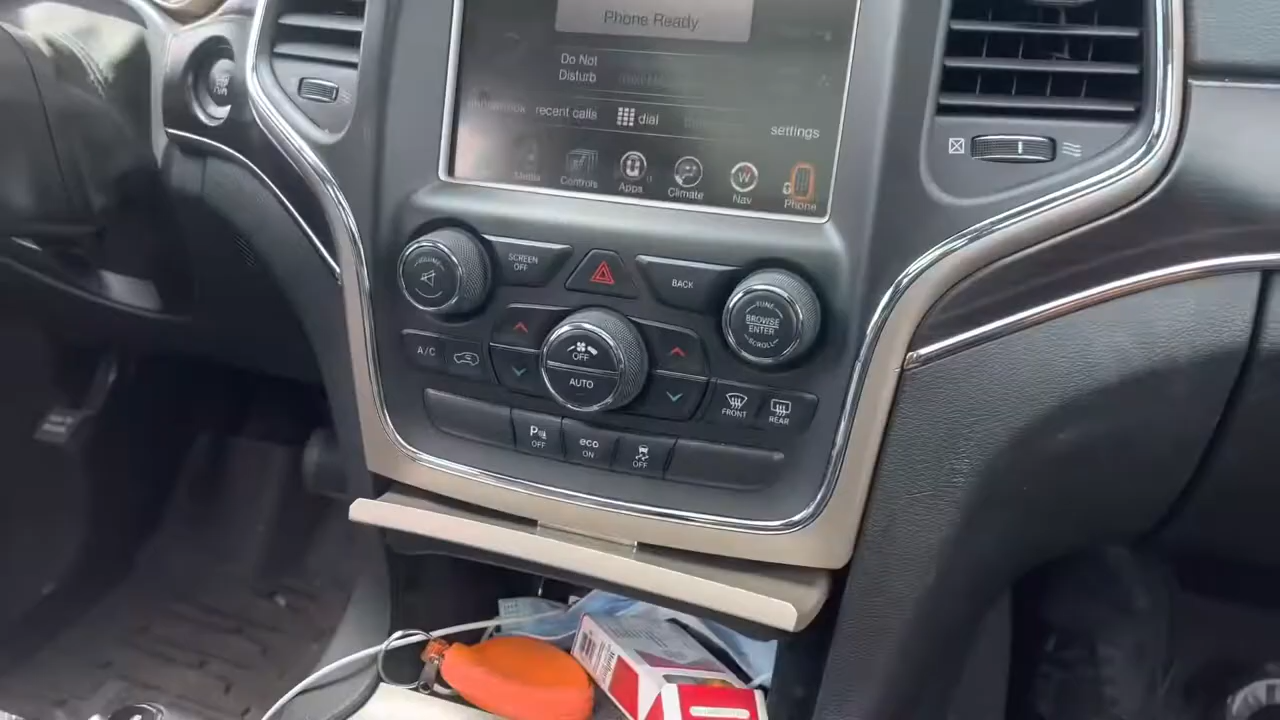 Phone Ready
Do Not
Disturb
recent calls
dial
settings
Media
Controls
Apps
Climate
W
Nav
Phone
VOLUME
SCREEN
OFF
BACK
TUNE
BROWSE
ENTER
SCROLL
A/C
OFF
AUTO
FRONT
REAR
P
OFF
eco
ON
OFF